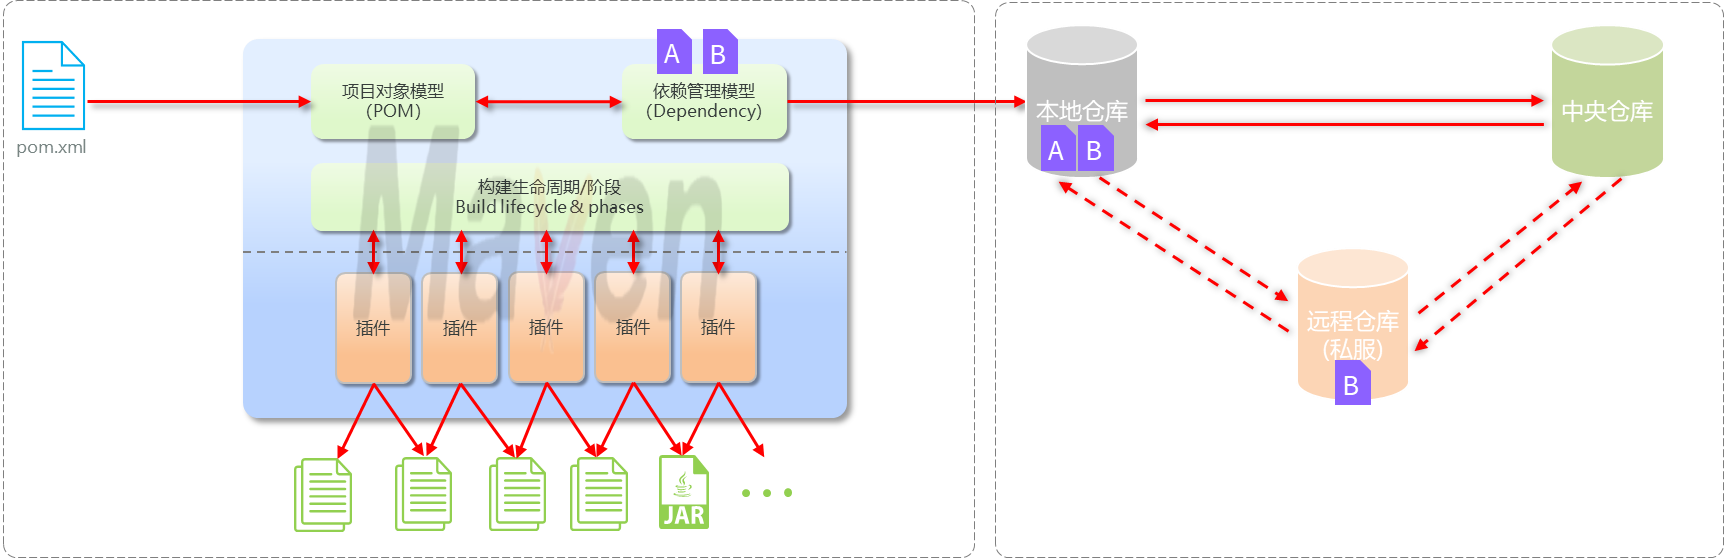 pom.xml
项目对象模型
(POM)
A
B
依赖管理模型
(Dependency)
构建生命周期/阶段
Build lifecycle & phases
Maven
插件
插件
插件
插件
插件
JAR
本地仓库
A
B
中央仓库
远程仓库
(私服)
B